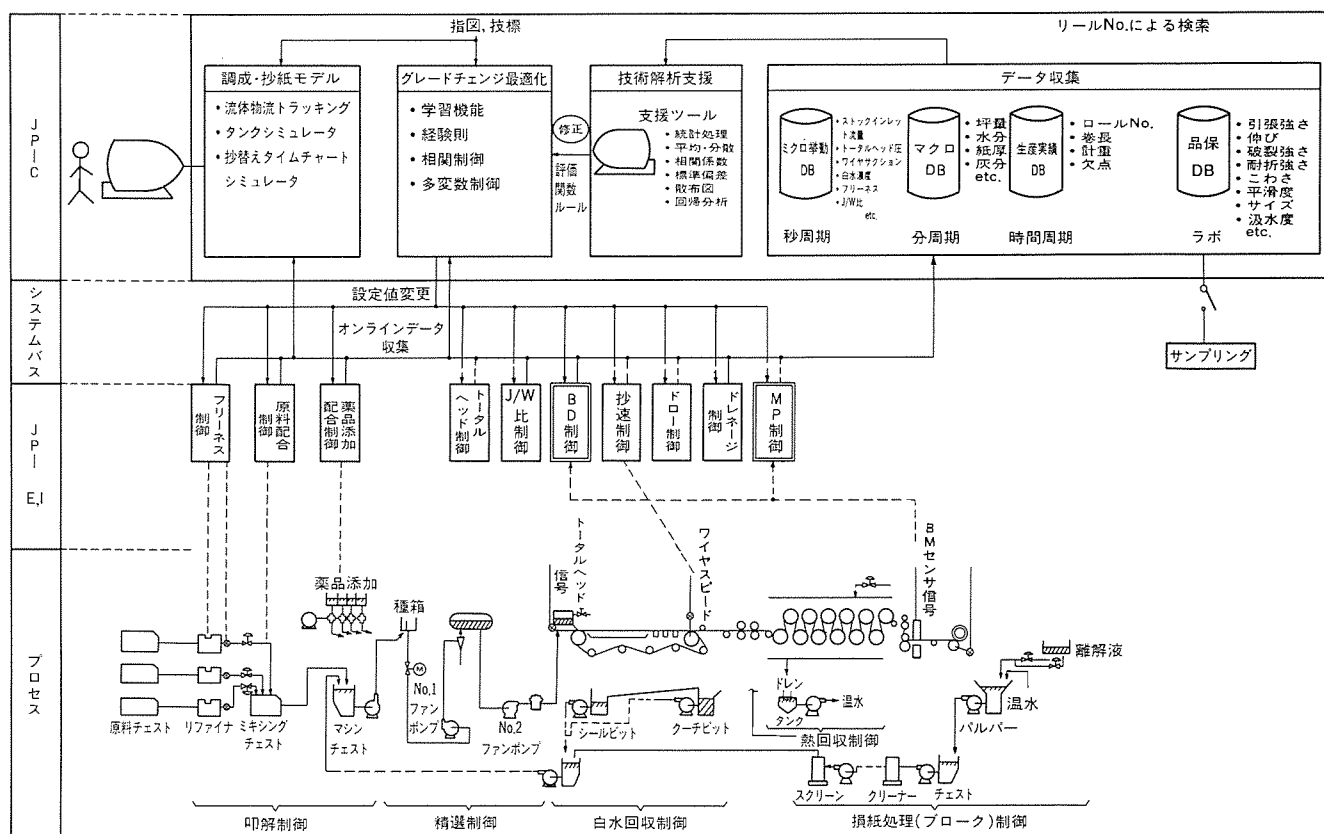 指図,技標
リールNo.による検索
JPIC
調成・抄紙モデル
・流体物流トラッキング
・タンクシミュレータ
・抄替えタイムチャート
シミュレータ
グレードチェンジ最適化
・学習機能
・経験則
・相関制御
・多変数制御
修正
評価
関数
ルール
技術解析支援
支援ツール
・統計処理
・平均・分散
・相関係数
・標準偏差
・散布図
・回帰分析
データ収集
ミクロ挙動
DB
・ストックインレッ
ト流量
・トータルヘッド圧
・ワイヤサクション
・白水濃度
・フリーネス
・J/W比
etc.
秒周期
マクロ
DB
・坪量
・水分
・紙厚
・灰分
etc.
分周期
生産実績
DB
・ロールNo.
・巻長
・計重
・欠点
時間周期
品保
DB
・引張強さ
・伸び
・破裂強さ
・耐折強さ
・こわさ
・平滑度
・サイズ
・汲水度
etc.
ラボ
システムバス
設定値変更
オンラインデータ
収集
サンプリング
JPI-
E,I
フリーネス
制御
原料配合
制御
薬品添加
配合制御
トータル
ヘッド制御
J/W
比制御
BD制御
抄速制御
ドロー制御
ドレネージ
制御
MP制御
プロセス
薬品添加
種箱
トータルヘッド
信号
ワイヤスピード
BMセンサ信号
離解液
原料チェスト
リファイナ
ミキシング
チェスト
マシン
チェスト
M
No.1
ファン
ポンプ
No.2
ファンポンプ
シールピット
クーチピット
ドレン
タンク
温水
熱回収制御
温水
パルパー
スクリーン
クリーナー
チェスト
叩解制御
精選制御
白水回収制御
損紙処理(ブローク)制御